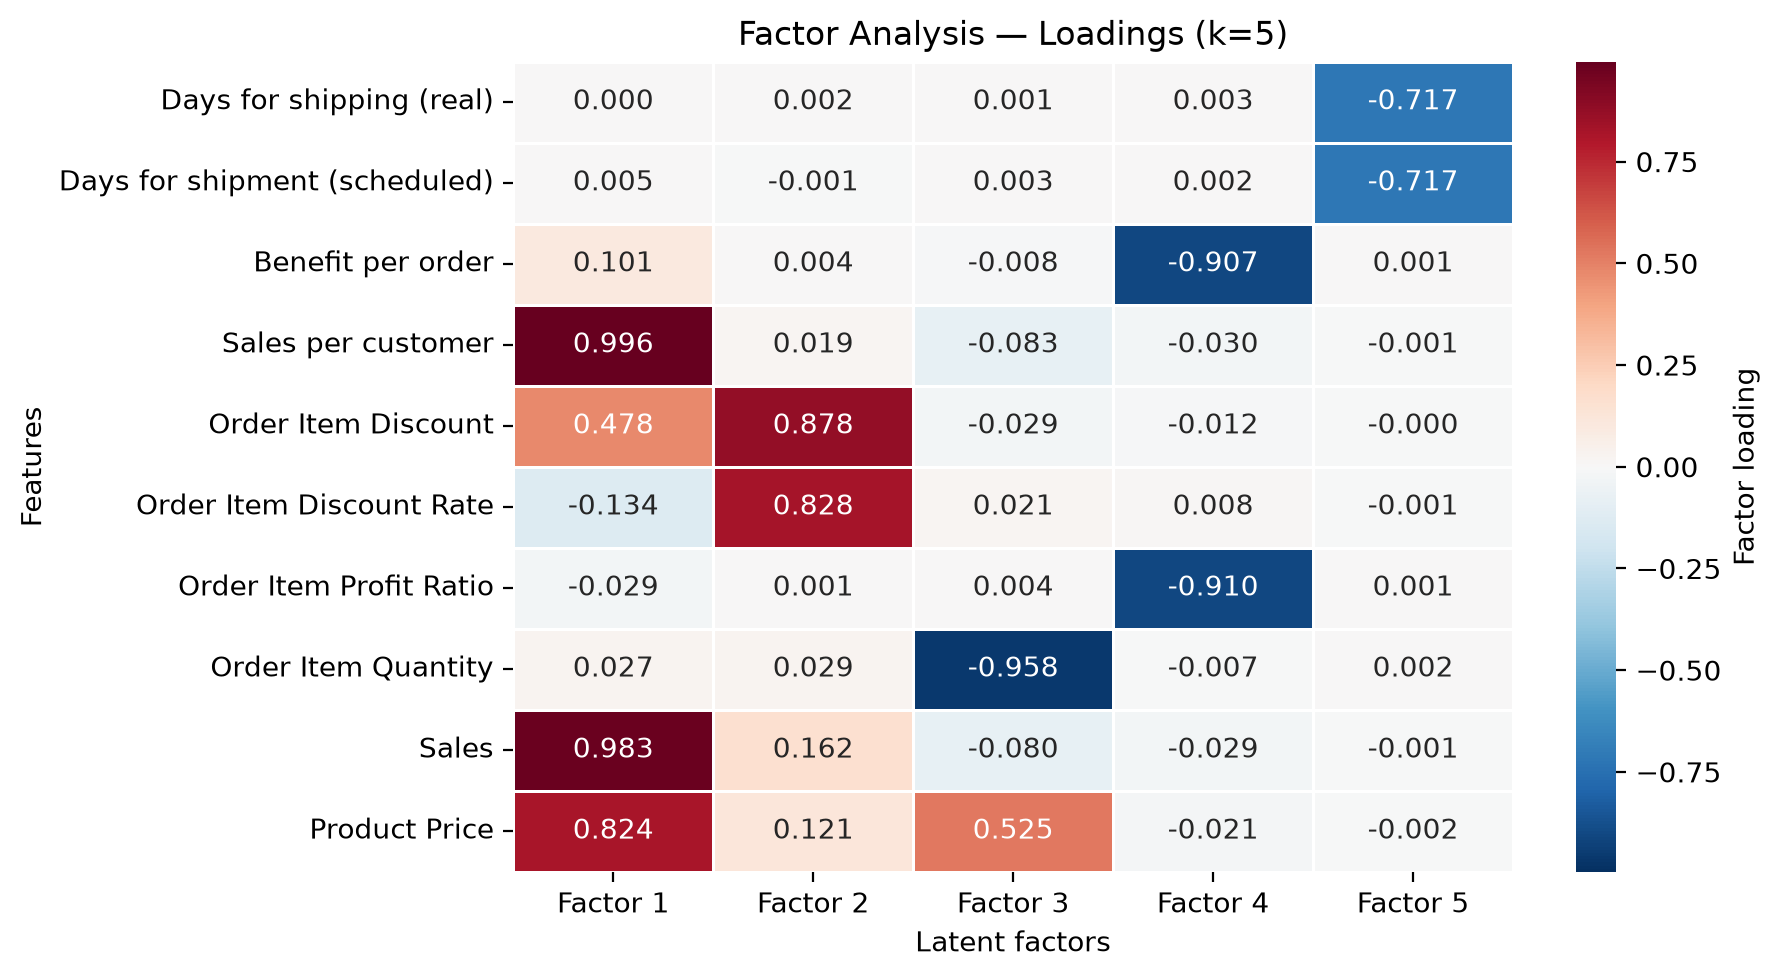 Factor Analysis — Loadings (k=5)
Days for shipping (real) 0.000 0.002 0.001 0.003 -0.717
Days for shipment (scheduled) 0.005 -0.001 0.003 0.002 -0.717
Benefit per order 0.101 0.004 -0.008 -0.907 0.001
Sales per customer 0.996 0.019 -0.083 -0.030 -0.001
Order Item Discount 0.478 0.878 -0.029 -0.012 -0.000
Order Item Discount Rate -0.134 0.828 0.021 0.008 -0.001
Order Item Profit Ratio -0.029 0.001 0.004 -0.910 0.001
Order Item Quantity 0.027 0.029 -0.958 -0.007 0.002
Sales 0.983 0.162 -0.080 -0.029 -0.001
Product Price 0.824 0.121 0.525 -0.021 -0.002
Factor 1 Factor 2 Factor 3 Factor 4 Factor 5
Latent factors
Features
0.75
0.50
0.25
0.00
−0.25
−0.50
−0.75
Factor loading